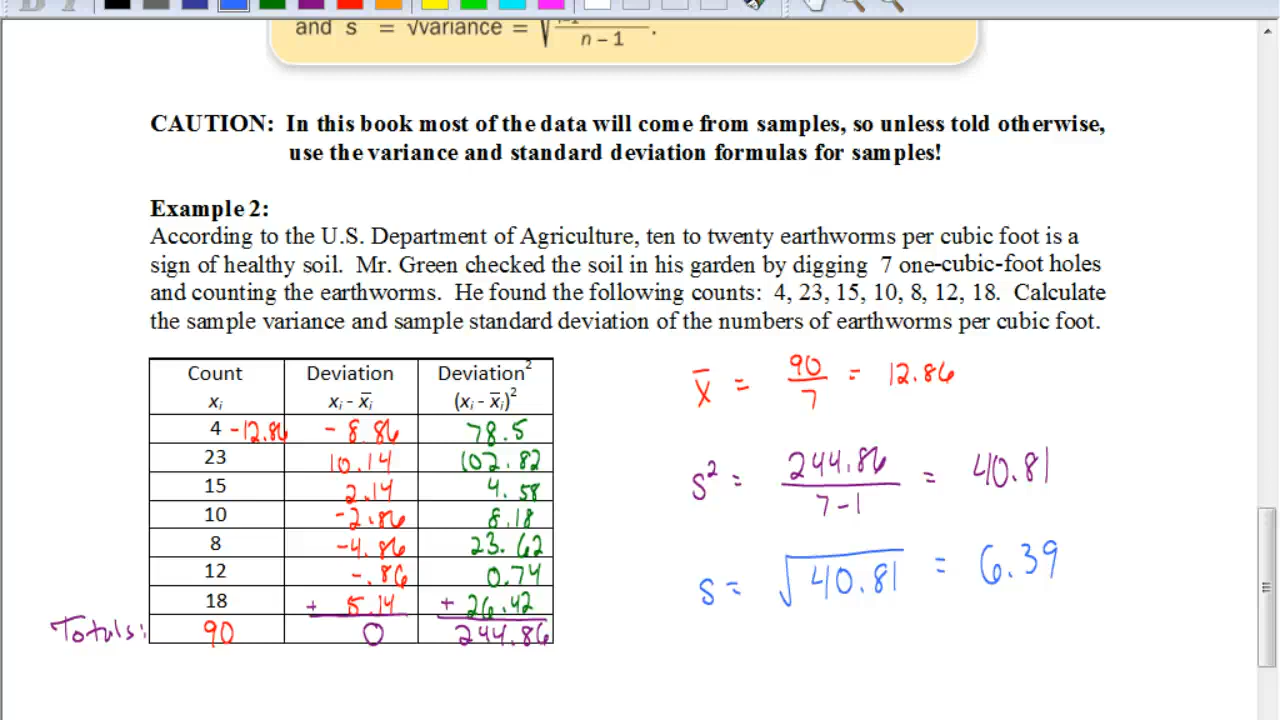 and s = √variance = √
n – 1 .
CAUTION: In this book most of the data will come from samples, so unless told otherwise,
use the variance and standard deviation formulas for samples!
Example 2:
According to the U.S. Department of Agriculture, ten to twenty earthworms per cubic foot is a
sign of healthy soil. Mr. Green checked the soil in his garden by digging 7 one-cubic-foot holes
and counting the earthworms. He found the following counts: 4, 23, 15, 10, 8, 12, 18. Calculate
the sample variance and sample standard deviation of the numbers of earthworms per cubic foot.
Count Deviation Deviation²
xᵢ xᵢ - x̅ᵢ (xᵢ - x̅ᵢ)²
4 -12.86 -8.86 78.5
23 10.14 102.82
15 2.14 4.58
10 -2.86 8.18
8 -4.86 23.62
12 -.86 0.74
18 + 5.14 + 26.42
Totals: 90 0 244.86
x̅ = 90/7 = 12.86
s² = 244.86/7-1 = 40.81
s = √40.81 = 6.39